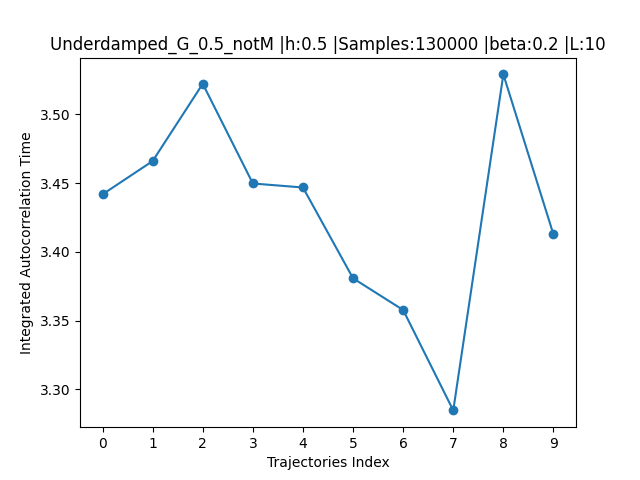 Underdamped_G_0.5_notM |h:0.5 |Samples:130000 |beta:0.2 |L:10
Integrated Autocorrelation Time
3.50
3.45
3.40
3.35
3.30
0 1 2 3 4 5 6 7 8 9
Trajectories Index